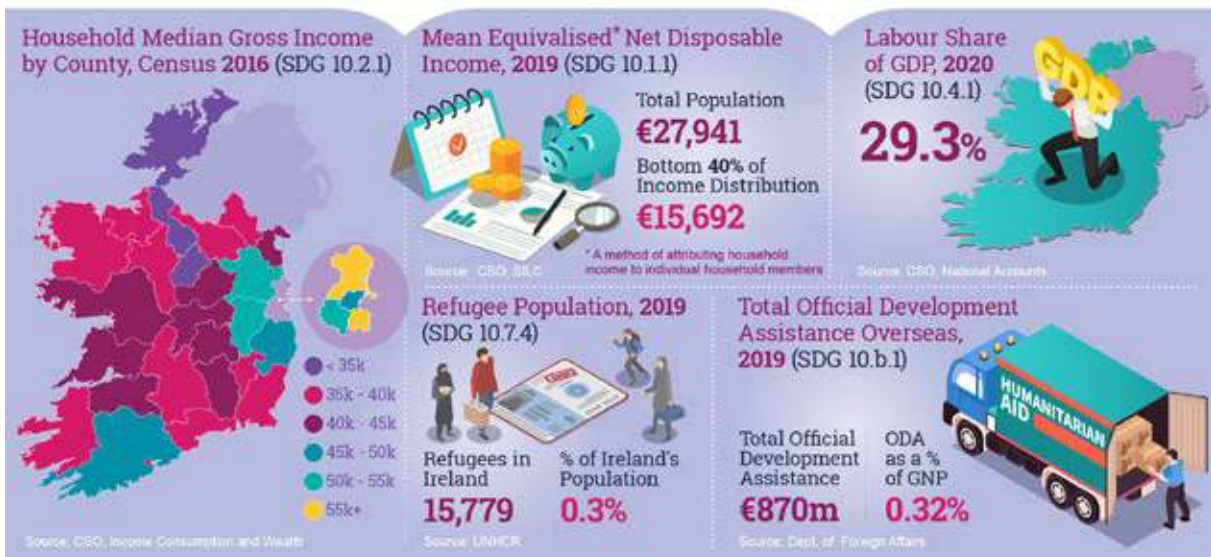 Household Median Gross Income
by County, Census 2016 (SDG 10.2.1)
< 35k
35k - 40k
40k - 45k
45k - 50k
50k - 55k
55k+
Source: CSO, Income Consumption and Wealth
Mean Equivalised* Net Disposable
Income, 2019 (SDG 10.1.1)
Total Population
€27,941
Bottom 40% of
Income Distribution
€15,692
* A method of attributing household
income to individual household members
Source: CSO, SILC
Labour Share
of GDP, 2020
(SDG 10.4.1)
29.3%
GDP
Source: CSO, National Accounts
Refugee Population, 2019
(SDG 10.7.4)
Refugees in
Ireland
15,779
% of Ireland's
Population
0.3%
Source: UNHCR
Total Official Development
Assistance Overseas,
2019 (SDG 10.b.1)
HUMANITARIAN
AID
Total Official
Development
Assistance
€870m
ODA
as a %
of GNP
0.32%
Source: Dept. of Foreign Affairs